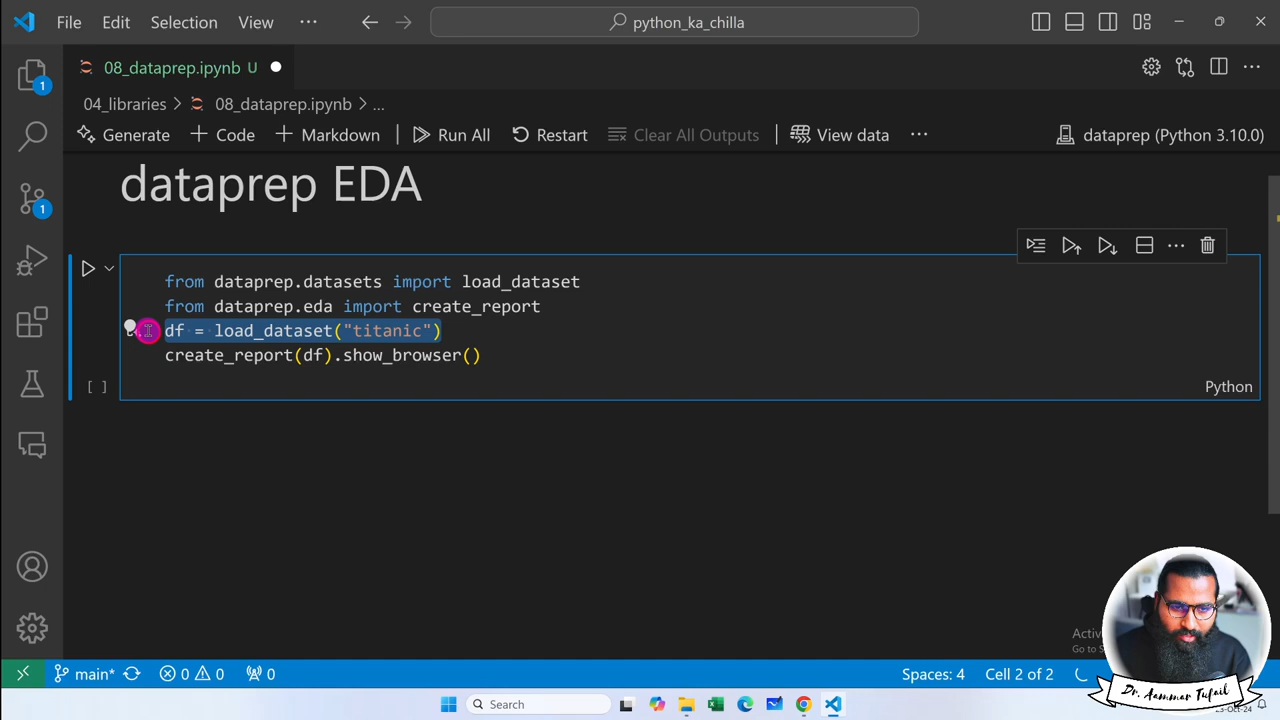 File Edit Selection View ··· python_ka_chilla
08_dataprep.ipynb U
04_libraries > 08_dataprep.ipynb > ...
Generate + Code + Markdown Run All Restart Clear All Outputs View data ··· dataprep (Python 3.10.0)
dataprep EDA
from dataprep.datasets import load_dataset
from dataprep.eda import create_report
df = load_dataset("titanic")
create_report(df).show_browser()
[ ]
Python
1
1
main* 0 0 0 Spaces: 4 Cell 2 of 2
Search
Dr. Aammar Tufail